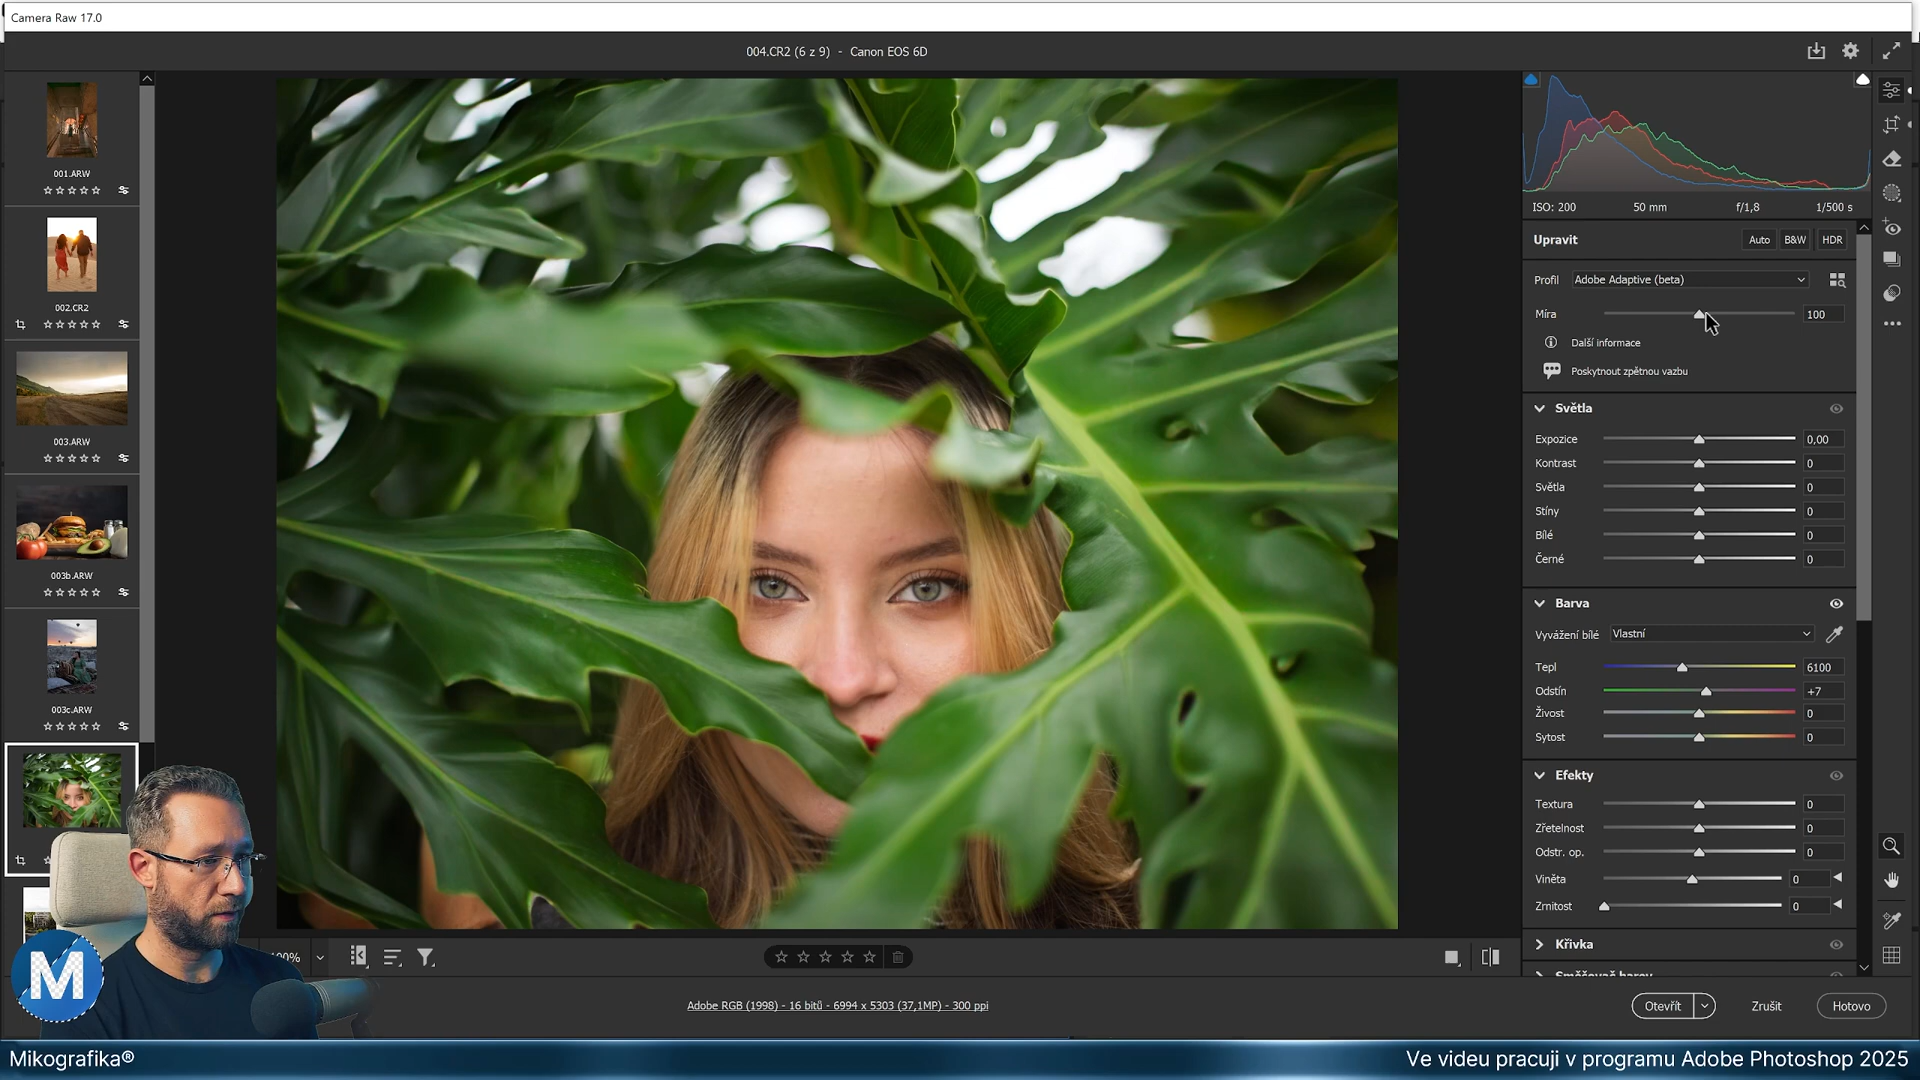 Camera Raw 17.0
004.CR2 (6 z 9) - Canon EOS 6D
001.ARW
002.CR2
003.ARW
003b.ARW
003c.ARW
ISO: 200 50 mm f/1,8 1/500 s
Upravit Auto B&W HDR
Profil Adobe Adaptive (beta)
Míra 100
Další informace
Poskytnout zpětnou vazbu
Světla
Expozice 0,00
Kontrast 0
Světla 0
Stíny 0
Bílé 0
Černé 0
Barva
Vyvážení bílé Vlastní
Tepl 6100
Odstín +7
Živost 0
Sytost 0
Efekty
Textura 0
Zřetelnost 0
Odstr. op. 0
Viněta 0
Zrnitost 0
Křivka
Směšovač barev
Adobe RGB (1998) - 16 bitů - 6994 x 5303 (37,1MP) - 300 ppi
Otevřít Zrušit Hotovo
M
Mikografika®
Ve videu pracuji v programu Adobe Photoshop 2025